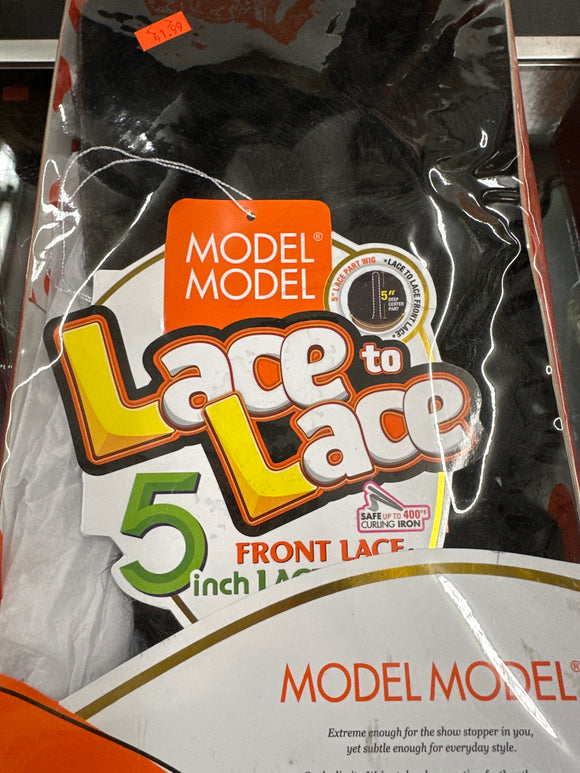 41.99
MODEL®
MODEL
5" LACE PART WIG • LACE TO LACE FRONT LACE •
5"
DEEP
CENTER
PART
Lace to
Lace
SAFE UP TO 400°F
CURLING IRON
5
FRONT LACE
inch
MODEL MODEL®
Extreme enough for the show stopper in you,
yet subtle enough for everyday style.